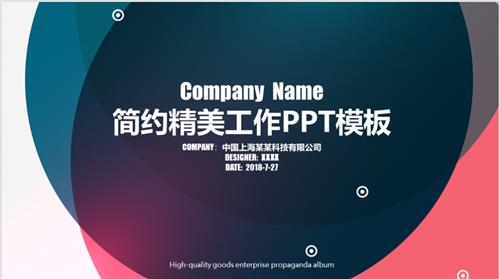 Company Name
简约精美工作PPT模板
COMPANY：中国上海某某科技有限公司
DESIGNER: XXXX
DATE: 2018-7-27
High-quality goods enterprise propaganda album